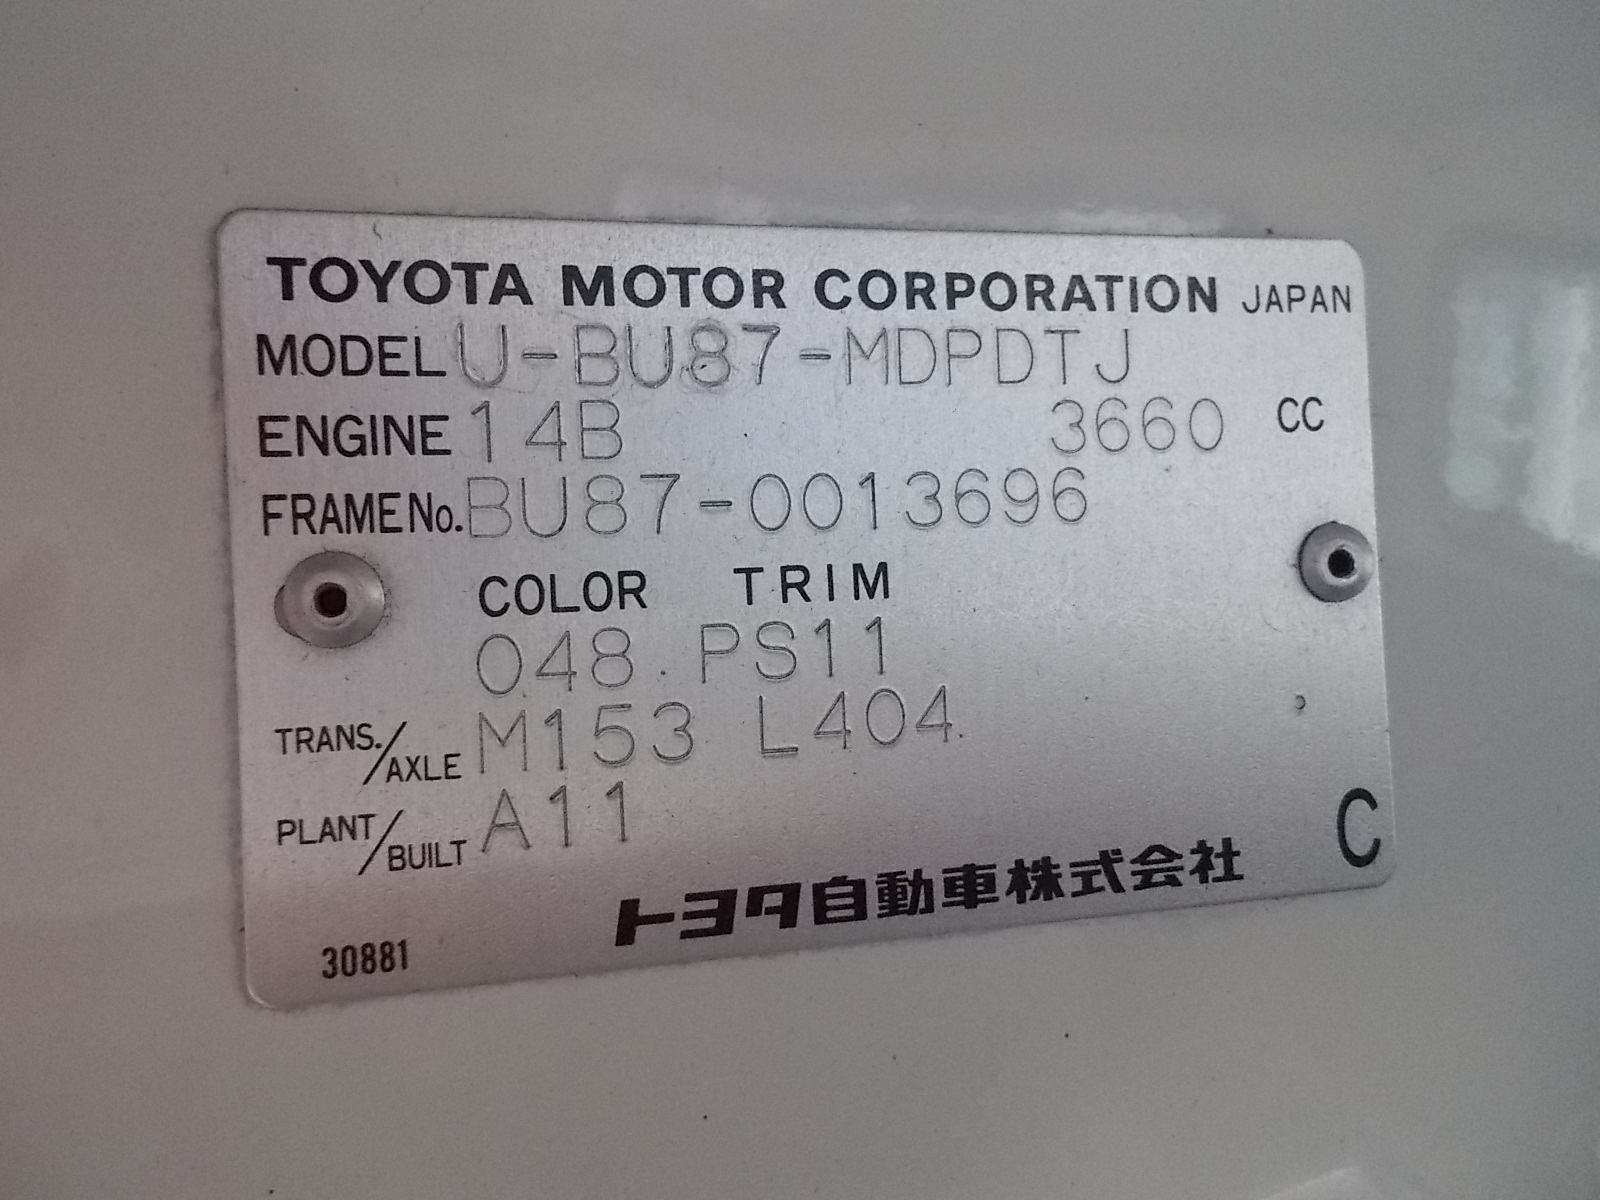 TOYOTA MOTOR CORPORATION JAPAN
MODEL U-BU87-MDPDTJ
ENGINE 14B 3660 CC
FRAME No. BU87-0013696
COLOR TRIM
048 PS11
TRANS./AXLE M153 L404
PLANT/BUILT A11
C
トヨタ自動車株式会社
30881